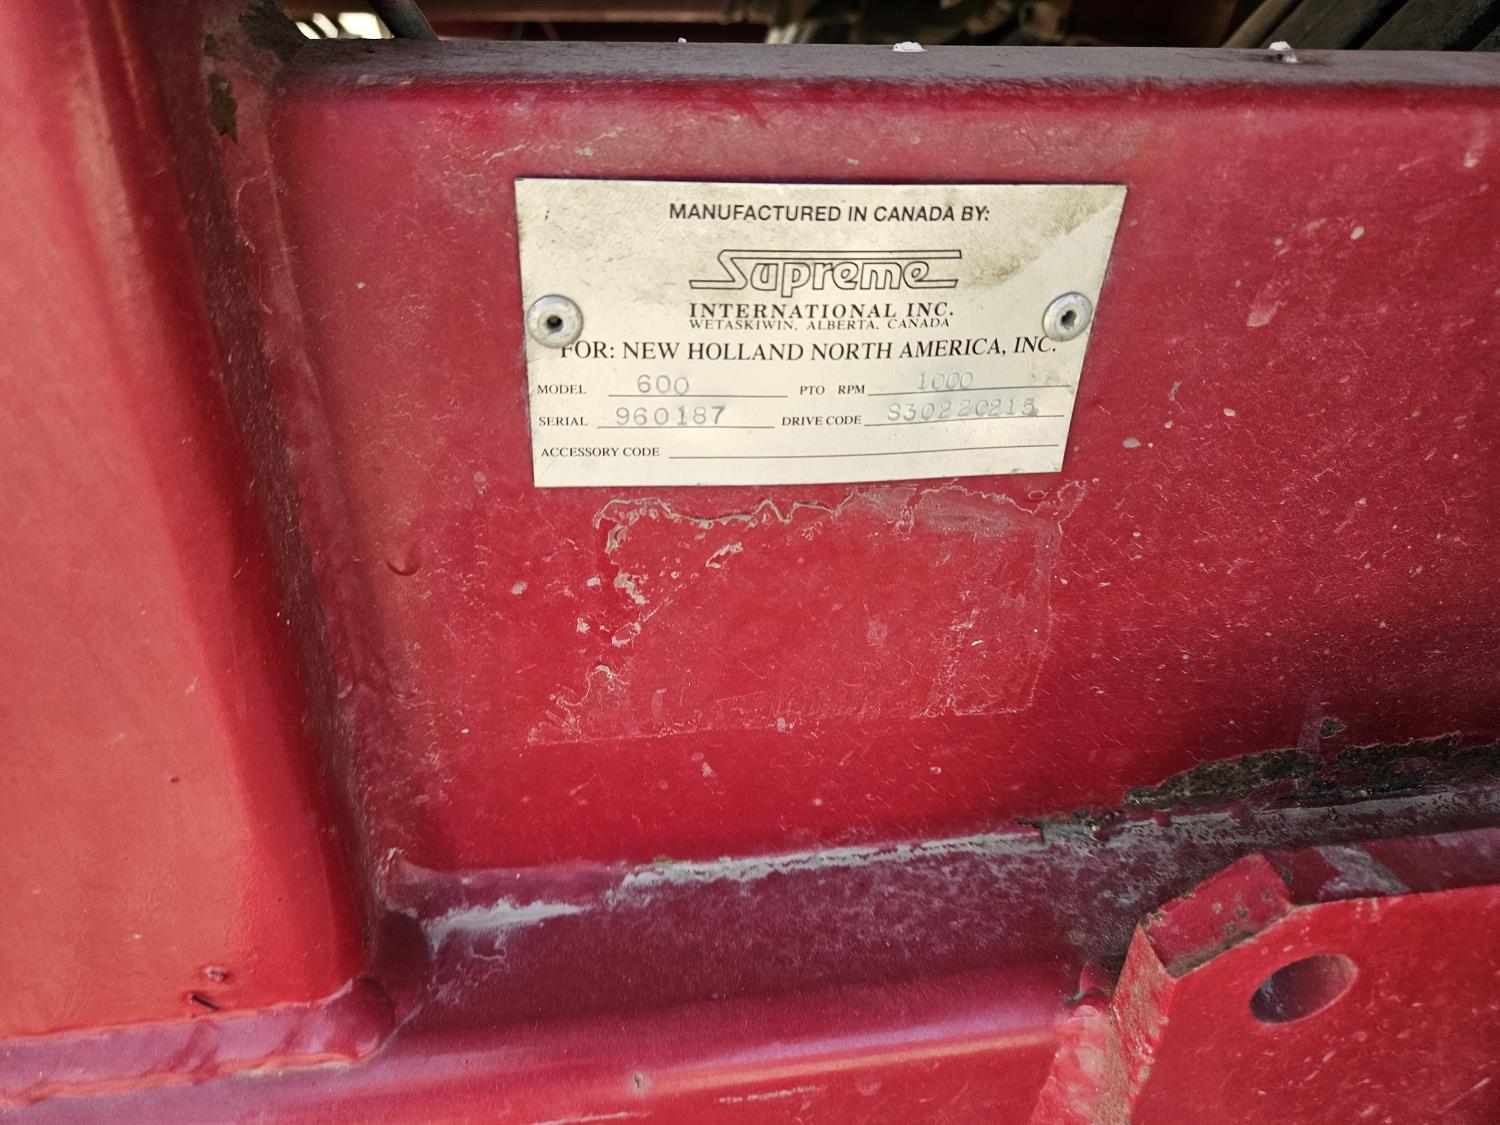 MANUFACTURED IN CANADA BY:
Supreme
INTERNATIONAL INC.
WETASKIWIN, ALBERTA, CANADA
FOR: NEW HOLLAND NORTH AMERICA, INC.
MODEL 600 PTO RPM 1000
SERIAL 960187 DRIVE CODE S30220215
ACCESSORY CODE